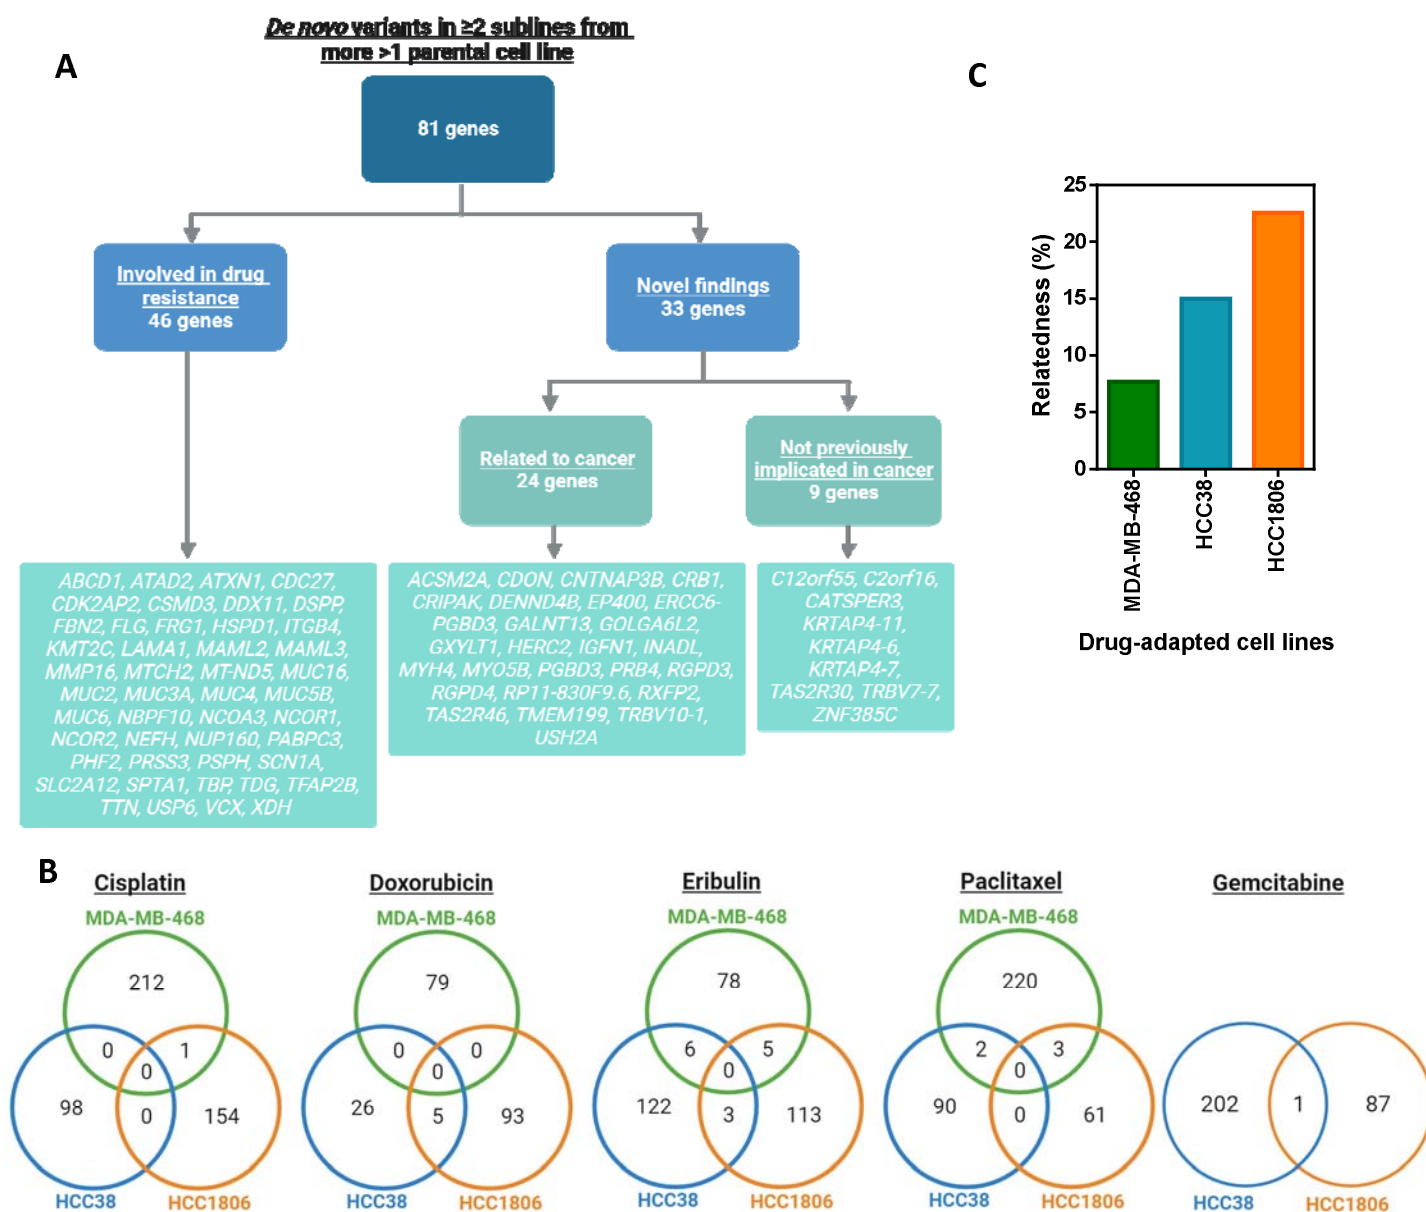 De novo variants in ≥2 sublines from
more >1 parental cell line
A
81 genes
Involved in drug
resistance
46 genes
Novel findings
33 genes
Related to cancer
24 genes
Not previously
implicated in cancer
9 genes
ABCD1, ATAD2, ATXN1, CDC27,
CDK2AP2, CSMD3, DDX11, DSPP,
FBN2, FLG, FRG1, HSPD1, ITGB4,
KMT2C, LAMA1, MAML2, MAML3,
MMP16, MTCH2, MT-ND5, MUC16,
MUC2, MUC3A, MUC4, MUC5B,
MUC6, NBPF10, NCOA3, NCOR1,
NCOR2, NEFH, NUP160, PABPC3,
PHF2, PRSS3, PSPH, SCN1A,
SLC2A12, SPTA1, TBP, TDG, TFAP2B,
TTN, USP6, VCX, XDH
ACSM2A, CDON, CNTNAP3B, CRB1,
CRIPAK, DENND4B, EP400, ERCC6-
PGBD3, GALNT13, GOLGA6L2,
GXYLT1, HERC2, IGFN1, INADL,
MYH4, MYO5B, PGBD3, PRB4, RGPD3,
RGPD4, RP11-830F9.6, RXFP2,
TAS2R46, TMEM199, TRBV10-1,
USH2A
C12orf55, C2orf16,
CATSPER3,
KRTAP4-11,
KRTAP4-6,
KRTAP4-7,
TAS2R30, TRBV7-7,
ZNF385C
C
Relatedness (%)
25
20
15
10
5
0
MDA-MB-468
HCC38
HCC1806
Drug-adapted cell lines
B
Cisplatin
MDA-MB-468
212
0
1
0
98
0
154
HCC38
HCC1806
Doxorubicin
MDA-MB-468
79
0
0
0
26
5
93
HCC38
HCC1806
Eribulin
MDA-MB-468
78
6
5
0
122
3
113
HCC38
HCC1806
Paclitaxel
MDA-MB-468
220
2
3
0
90
0
61
HCC38
HCC1806
Gemcitabine
202
1
87
HCC38
HCC1806